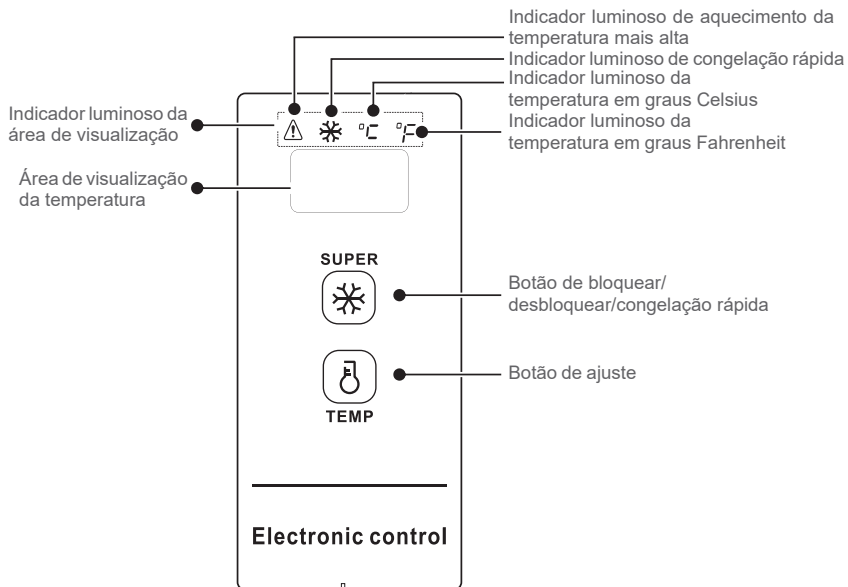 Indicador luminoso de aquecimento da
temperatura mais alta
Indicador luminoso de congelação rápida
Indicador luminoso da
temperatura em graus Celsius
Indicador luminoso da
temperatura em graus Fahrenheit
Indicador luminoso da
área de visualização
°C °F
Área de visualização
da temperatura
SUPER
Botão de bloquear/
desbloquear/congelação rápida
Botão de ajuste
TEMP
Electronic control